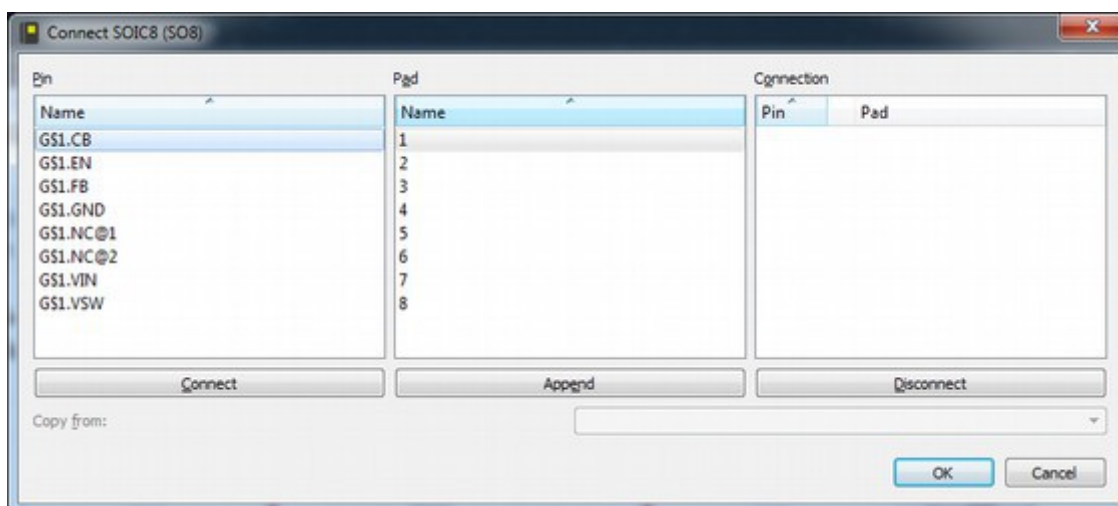 Connect SOIC8 (SO8)
Pin Pad Connection
Name Name Pin Pad
G$1.CB 1
G$1.EN 2
G$1.FB 3
G$1.GND 4
G$1.NC@1 5
G$1.NC@2 6
G$1.VIN 7
G$1.VSW 8
Connect Append Disconnect
Copy from:
OK Cancel